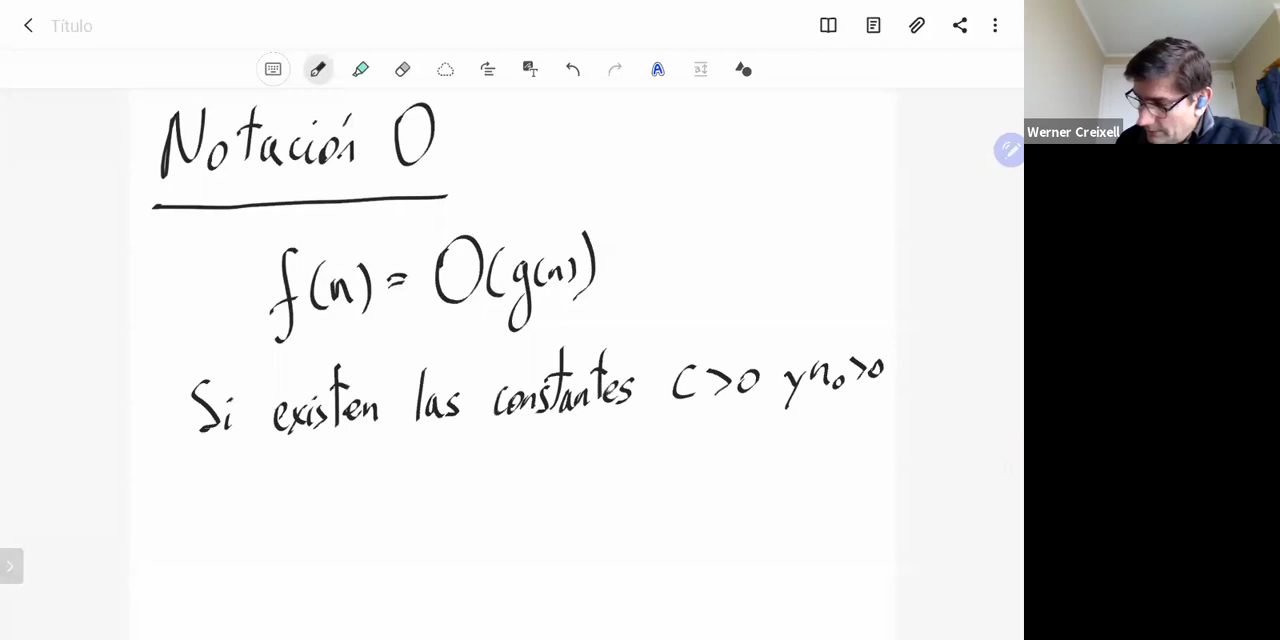 Título
Werner Creixell
Notación O
f(n) = O(g(n))
Si existen las constantes C>0 y n₀>0